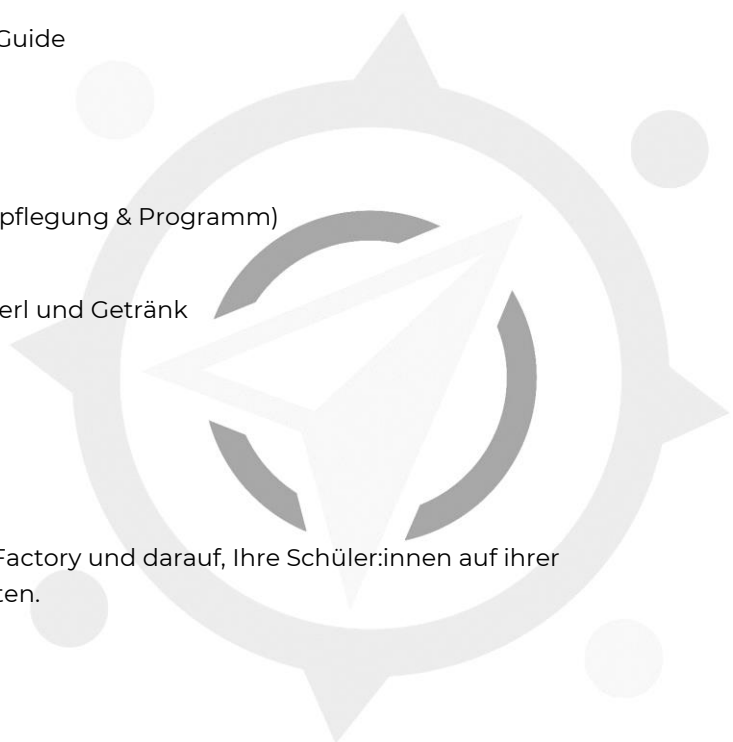 Guide
pflegung & Programm)
erl und Getränk
Factory und darauf, Ihre Schüler:innen auf ihrer
ten.